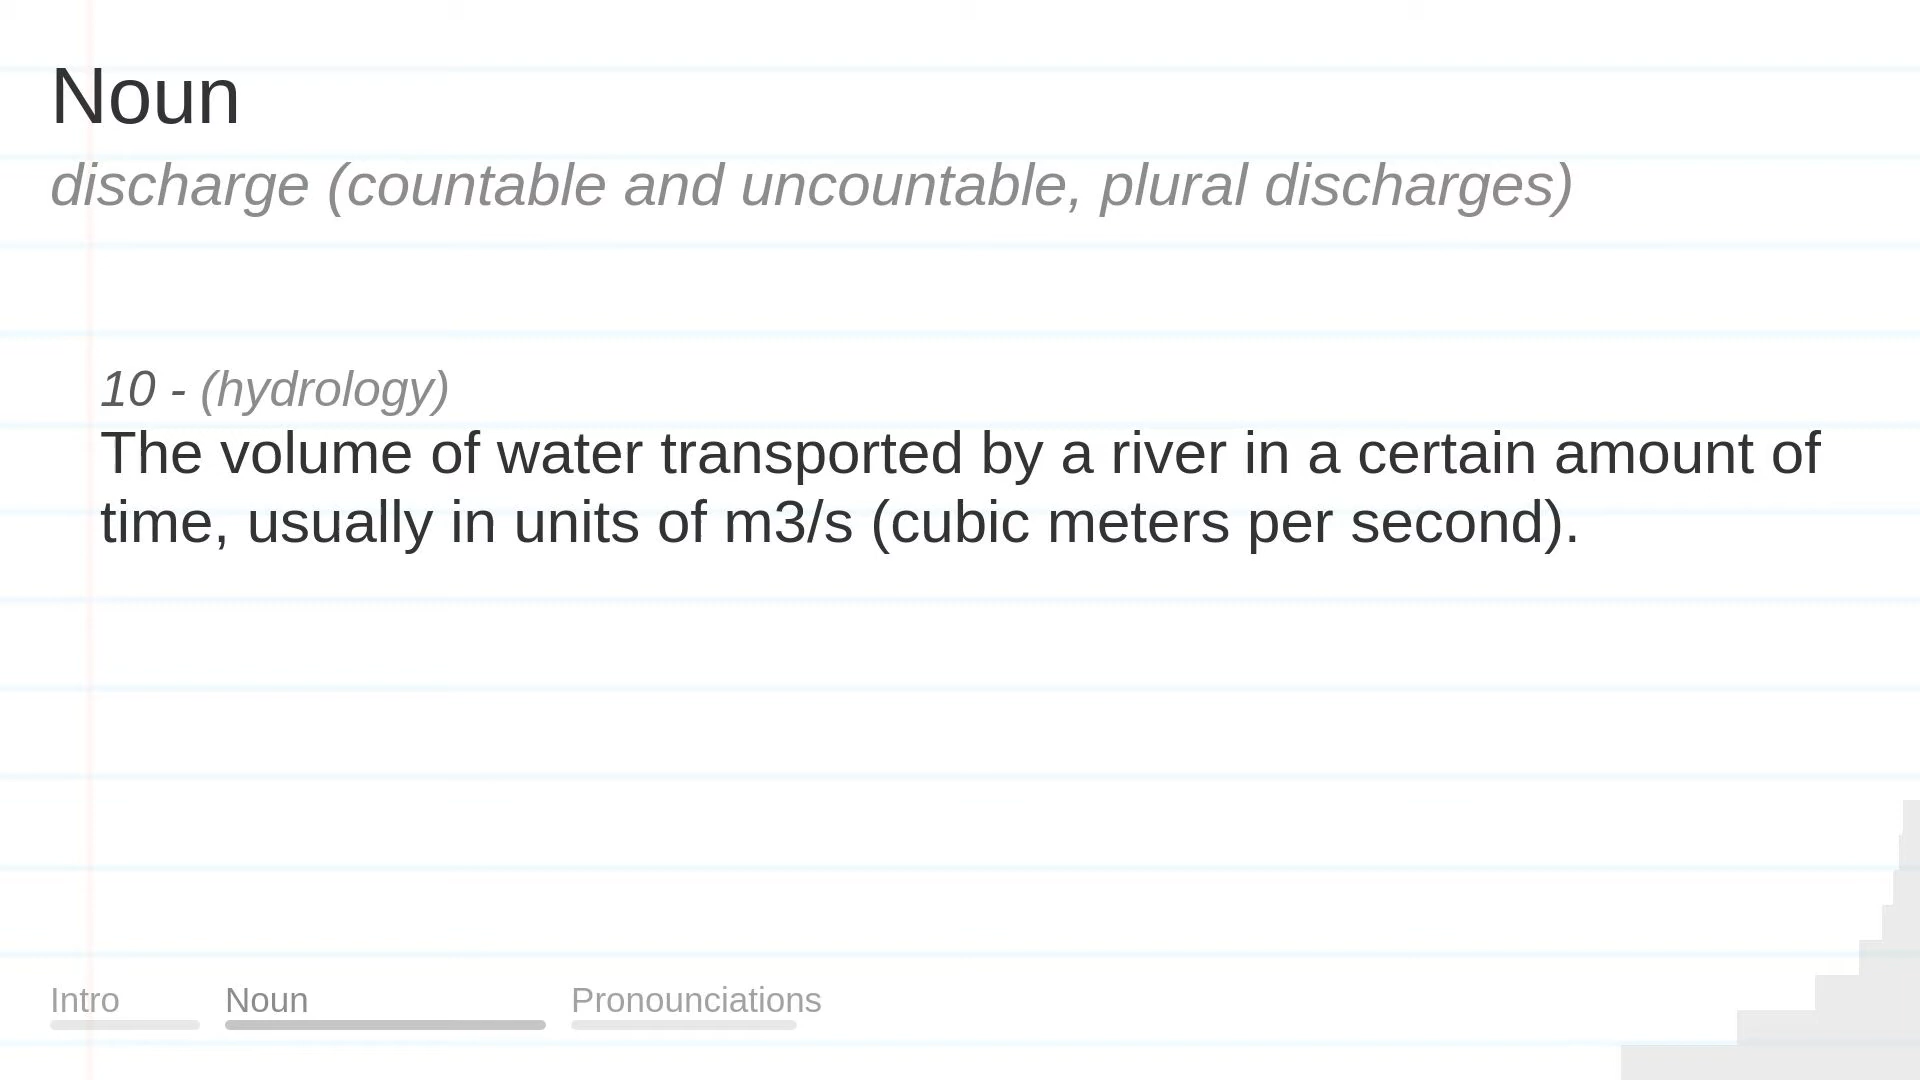 Noun
discharge (countable and uncountable, plural discharges)
10 - (hydrology)
The volume of water transported by a river in a certain amount of
time, usually in units of m3/s (cubic meters per second).
Intro
Noun
Pronounciations